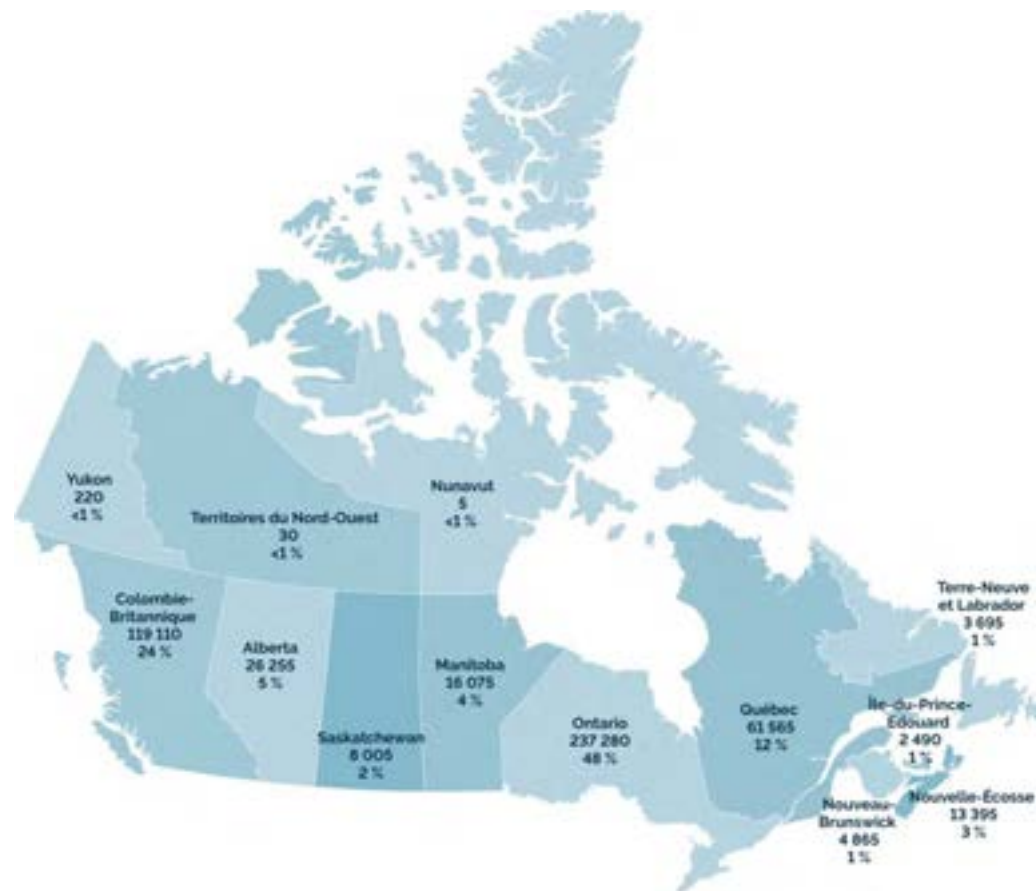 Yukon
220
<1 %
Territoires du Nord-Ouest
30
<1 %
Nunavut
5
<1 %
Colombie-
Britannique
119 110
24 %
Alberta
26 255
5 %
Saskatchewan
8 005
2 %
Manitoba
16 075
4 %
Ontario
237 280
48 %
Québec
61 565
12 %
Terre-Neuve
et Labrador
3 695
1 %
Île-du-Prince-
Édouard
2 490
1 %
Nouvelle-Écosse
13 395
3 %
Nouveau-
Brunswick
4 865
1 %